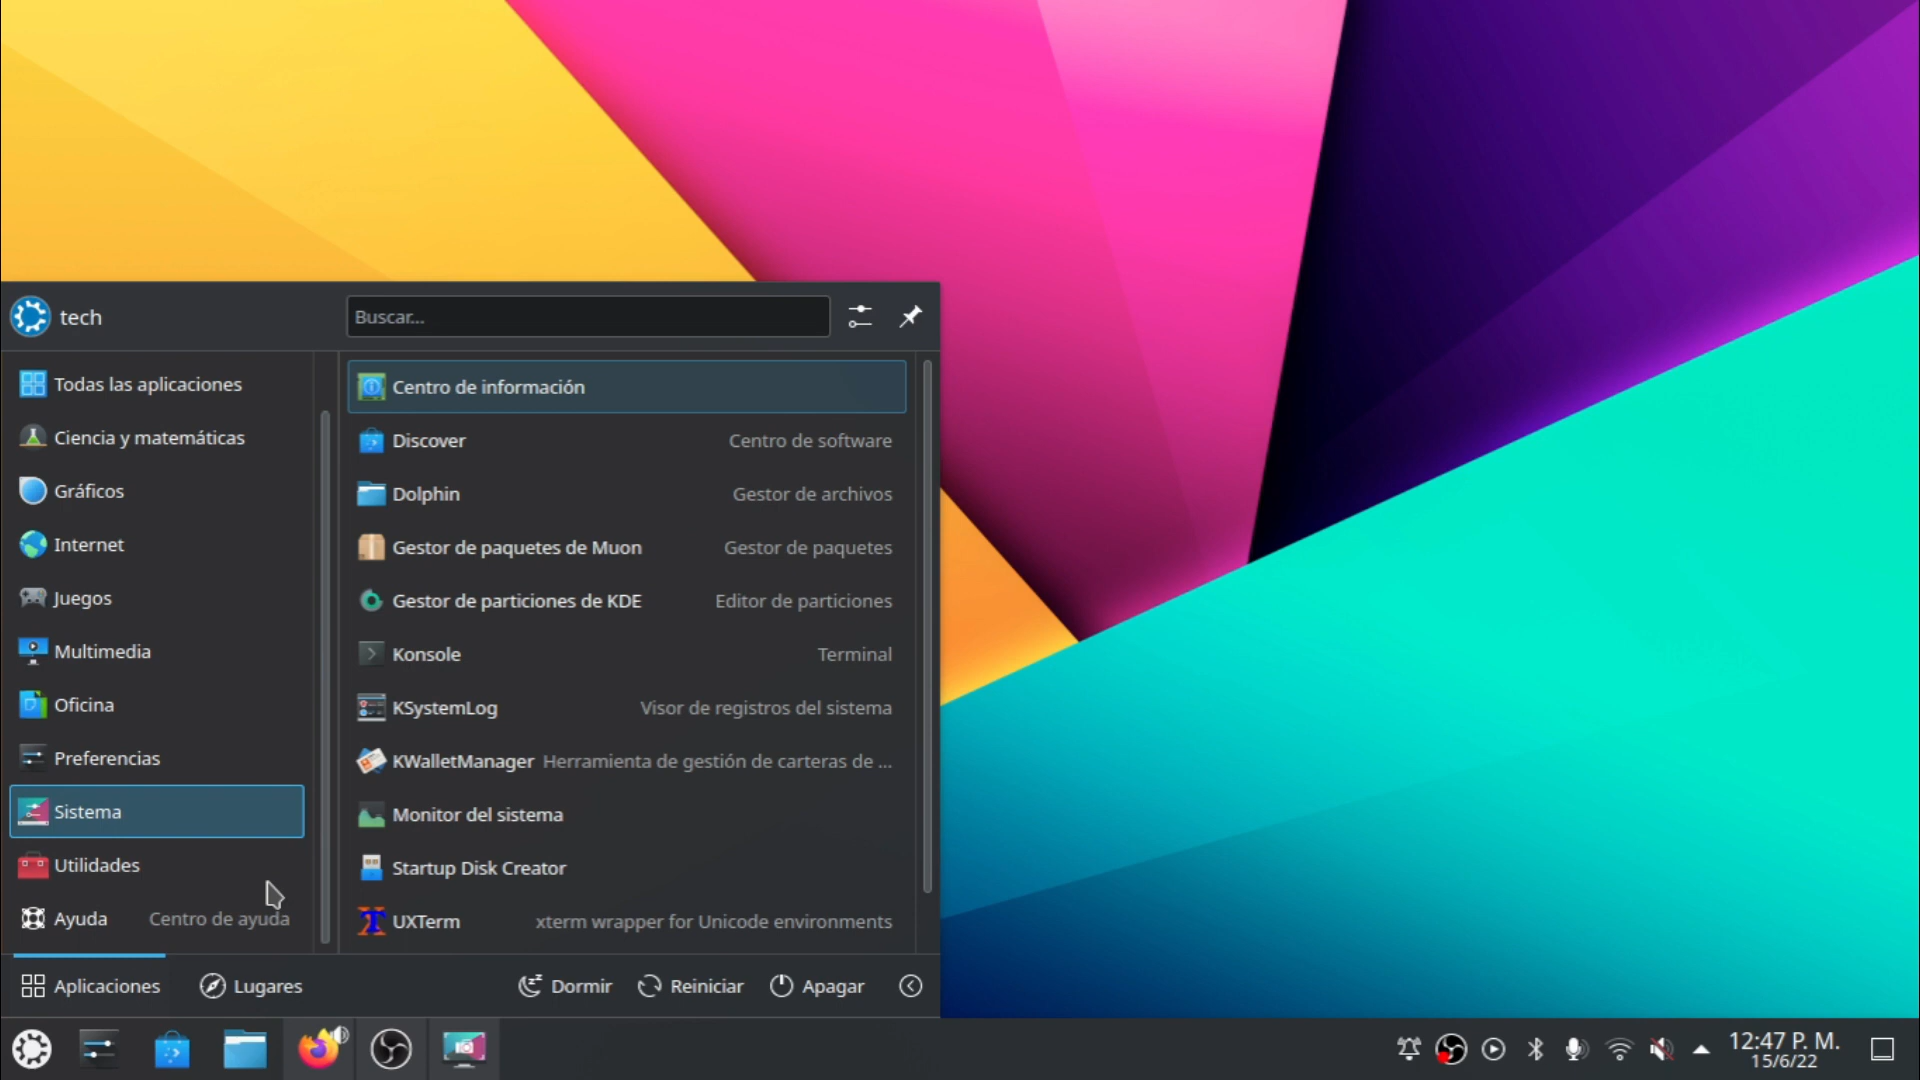 tech
Buscar...
Todas las aplicaciones
Ciencia y matemáticas
Gráficos
Internet
Juegos
Multimedia
Oficina
Preferencias
Sistema
Utilidades
Ayuda Centro de ayuda
Centro de información
Discover Centro de software
Dolphin Gestor de archivos
Gestor de paquetes de Muon Gestor de paquetes
Gestor de particiones de KDE Editor de particiones
Konsole Terminal
KSystemLog Visor de registros del sistema
KWalletManager Herramienta de gestión de carteras de ...
Monitor del sistema
Startup Disk Creator
UXTerm xterm wrapper for Unicode environments
Aplicaciones Lugares Dormir Reiniciar Apagar
12:47 P. M.
15/6/22